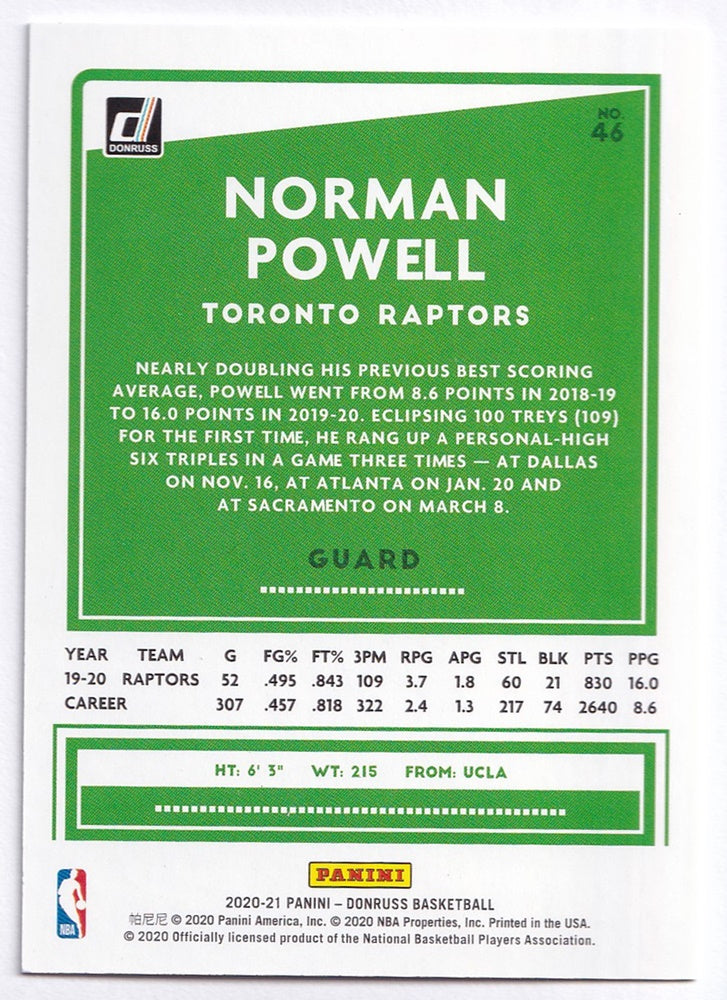 DONRUSS
NO.
46
NORMAN
POWELL
TORONTO RAPTORS
NEARLY DOUBLING HIS PREVIOUS BEST SCORING
AVERAGE, POWELL WENT FROM 8.6 POINTS IN 2018-19
TO 16.0 POINTS IN 2019-20. ECLIPSING 100 TREYS (109)
FOR THE FIRST TIME, HE RANG UP A PERSONAL-HIGH
SIX TRIPLES IN A GAME THREE TIMES — AT DALLAS
ON NOV. 16, AT ATLANTA ON JAN. 20 AND
AT SACRAMENTO ON MARCH 8.
GUARD
YEAR TEAM G FG% FT% 3PM RPG APG STL BLK PTS PPG
19-20 RAPTORS 52 .495 .843 109 3.7 1.8 60 21 830 16.0
CAREER 307 .457 .818 322 2.4 1.3 217 74 2640 8.6
HT: 6' 3" WT: 215 FROM: UCLA
PANINI
NBA
2020-21 PANINI – DONRUSS BASKETBALL
帕尼尼 © 2020 Panini America, Inc. © 2020 NBA Properties, Inc. Printed in the USA.
© 2020 Officially licensed product of the National Basketball Players Association.